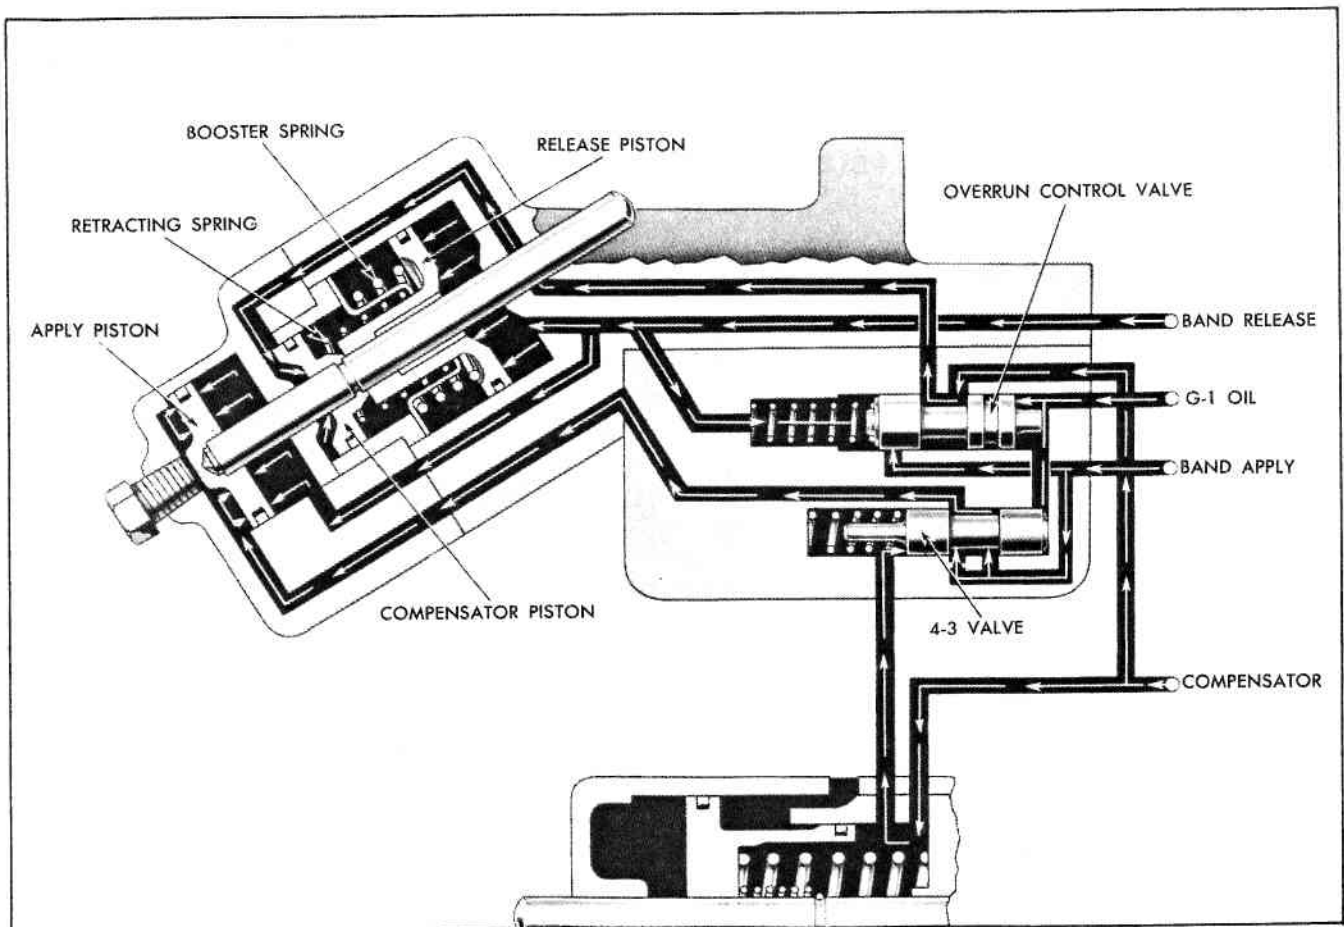 BOOSTER SPRING
RELEASE PISTON
OVERRUN CONTROL VALVE
RETRACTING SPRING
APPLY PISTON
BAND RELEASE
G-1 OIL
BAND APPLY
COMPENSATOR PISTON
4-3 VALVE
COMPENSATOR